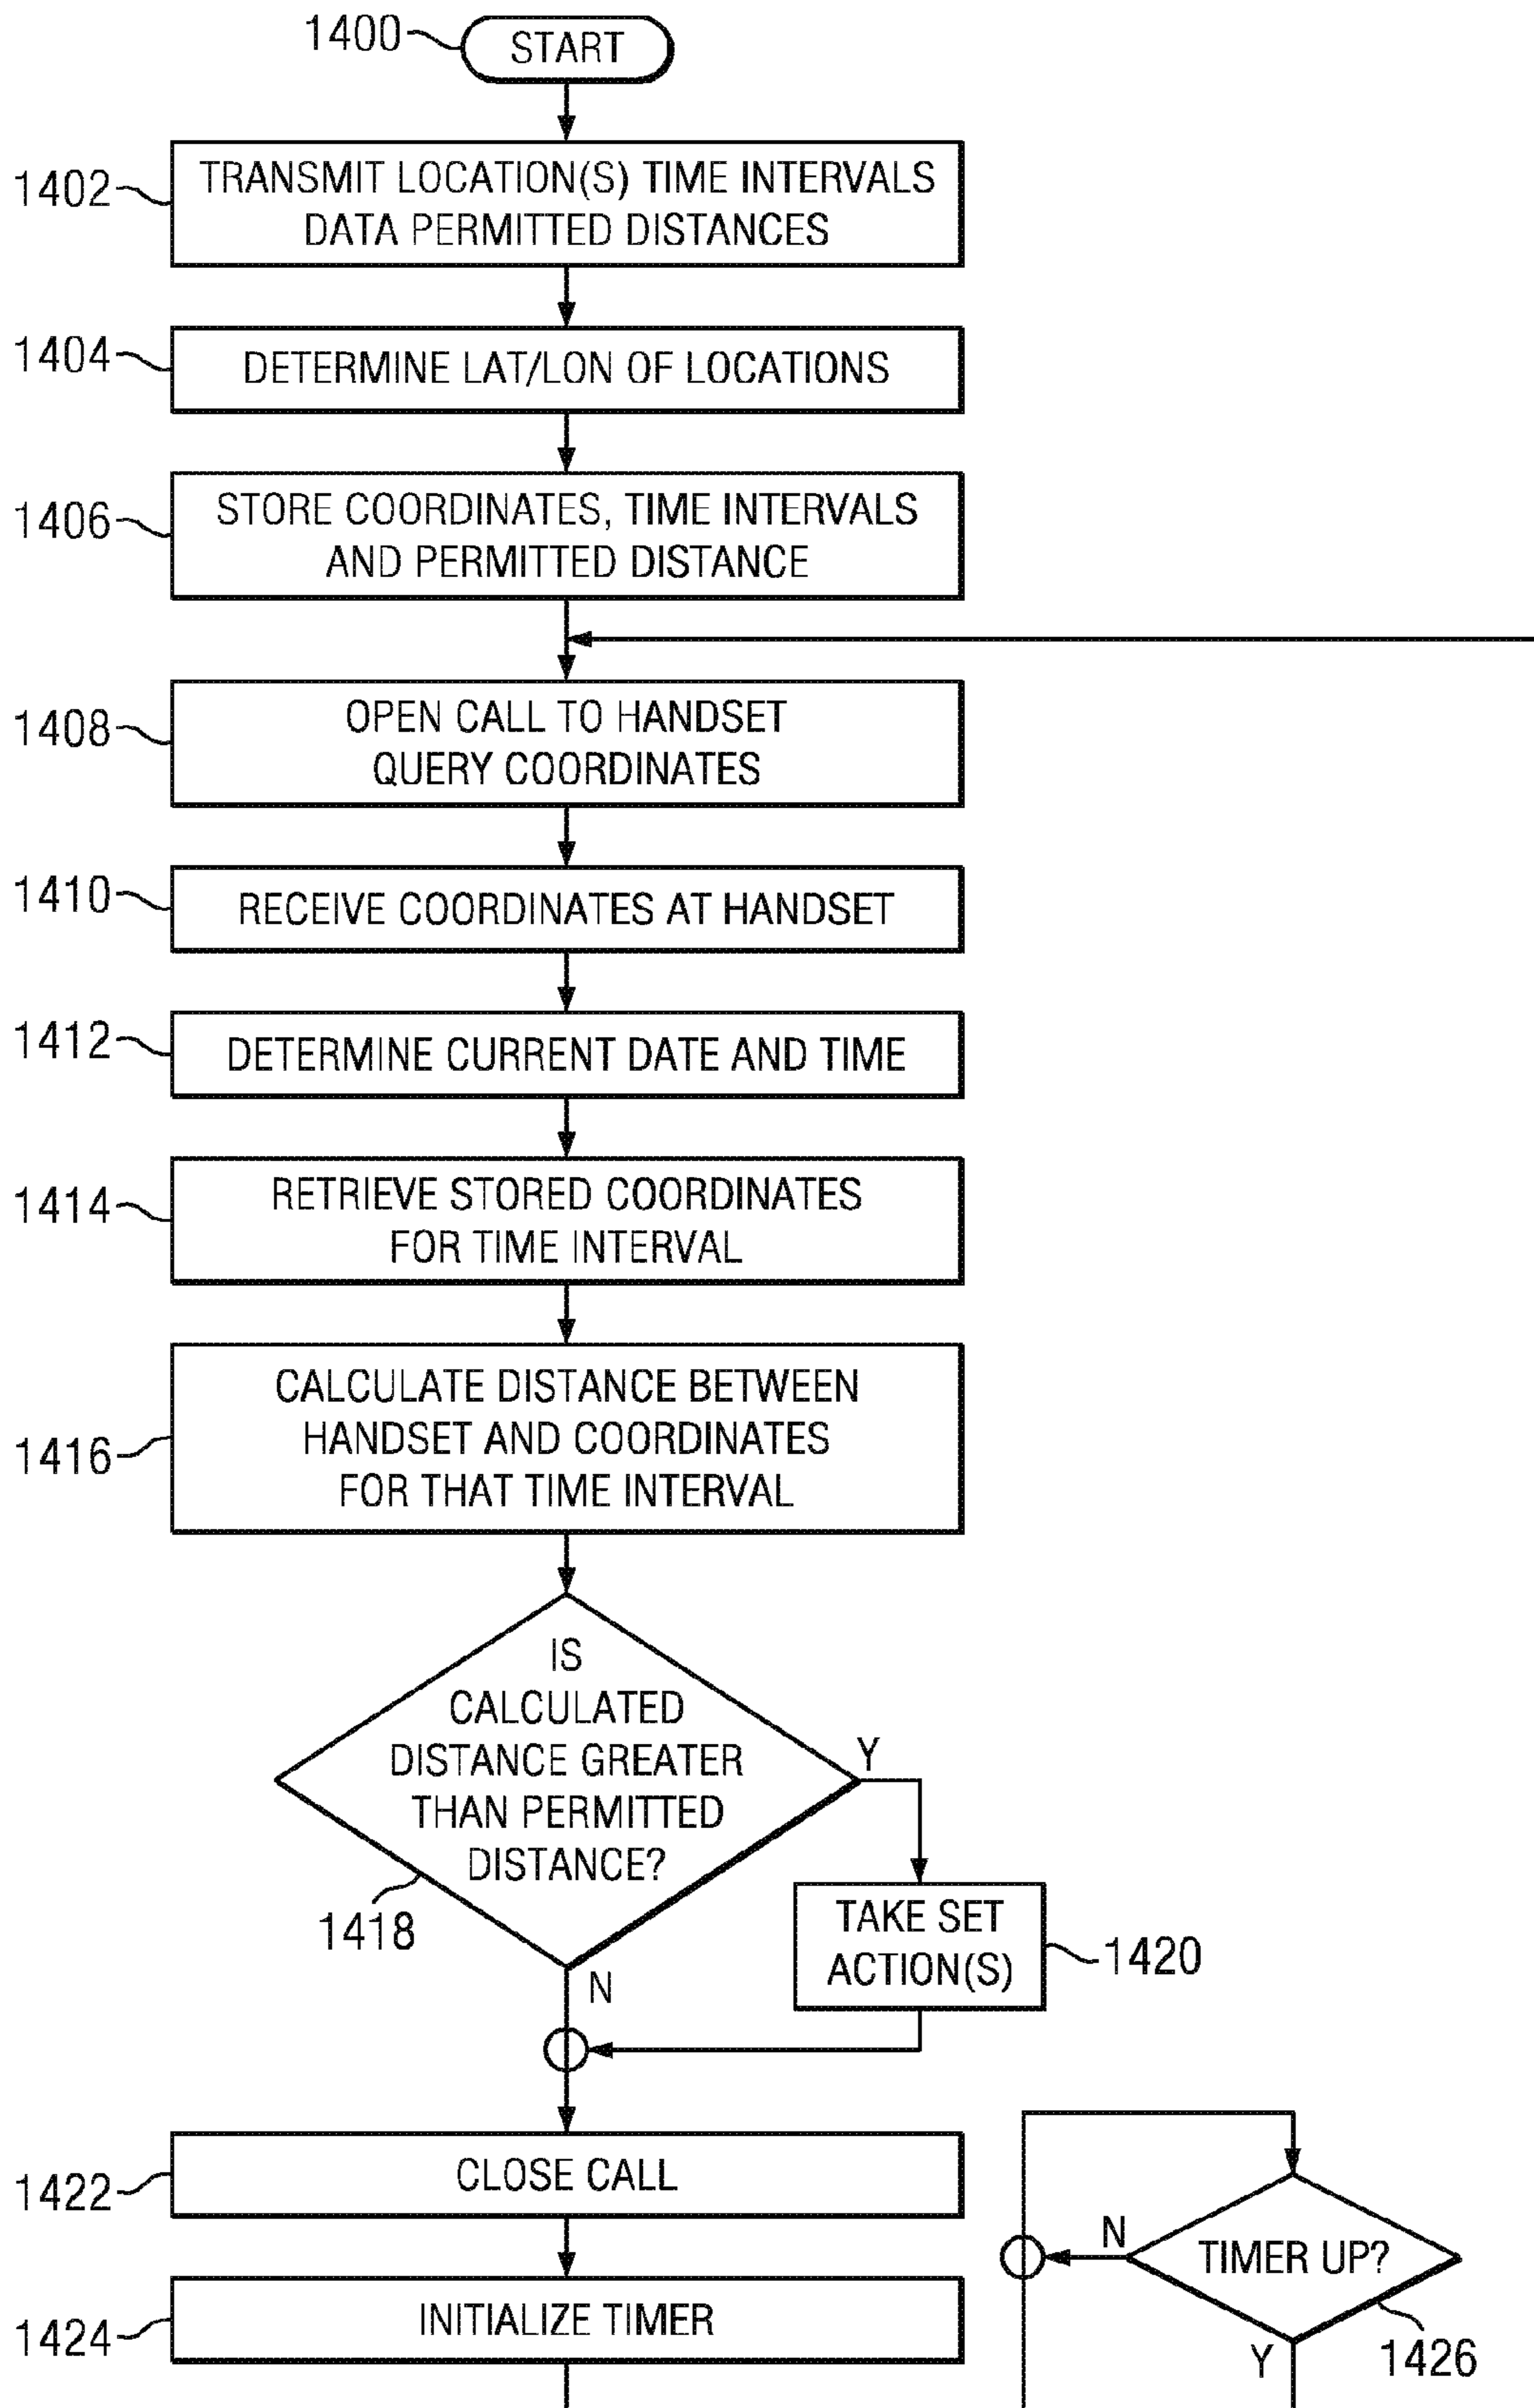 1400
START
1402
TRANSMIT LOCATION(S) TIME INTERVALS
DATA PERMITTED DISTANCES
1404
DETERMINE LAT/LON OF LOCATIONS
1406
STORE COORDINATES, TIME INTERVALS
AND PERMITTED DISTANCE
1408
OPEN CALL TO HANDSET
QUERY COORDINATES
1410
RECEIVE COORDINATES AT HANDSET
1412
DETERMINE CURRENT DATE AND TIME
1414
RETRIEVE STORED COORDINATES
FOR TIME INTERVAL
1416
CALCULATE DISTANCE BETWEEN
HANDSET AND COORDINATES
FOR THAT TIME INTERVAL
IS
CALCULATED
DISTANCE GREATER
THAN PERMITTED
DISTANCE?
1418
Y
TAKE SET
ACTION(S)
1420
N
1422
CLOSE CALL
1424
INITIALIZE TIMER
N
TIMER UP?
1426
Y